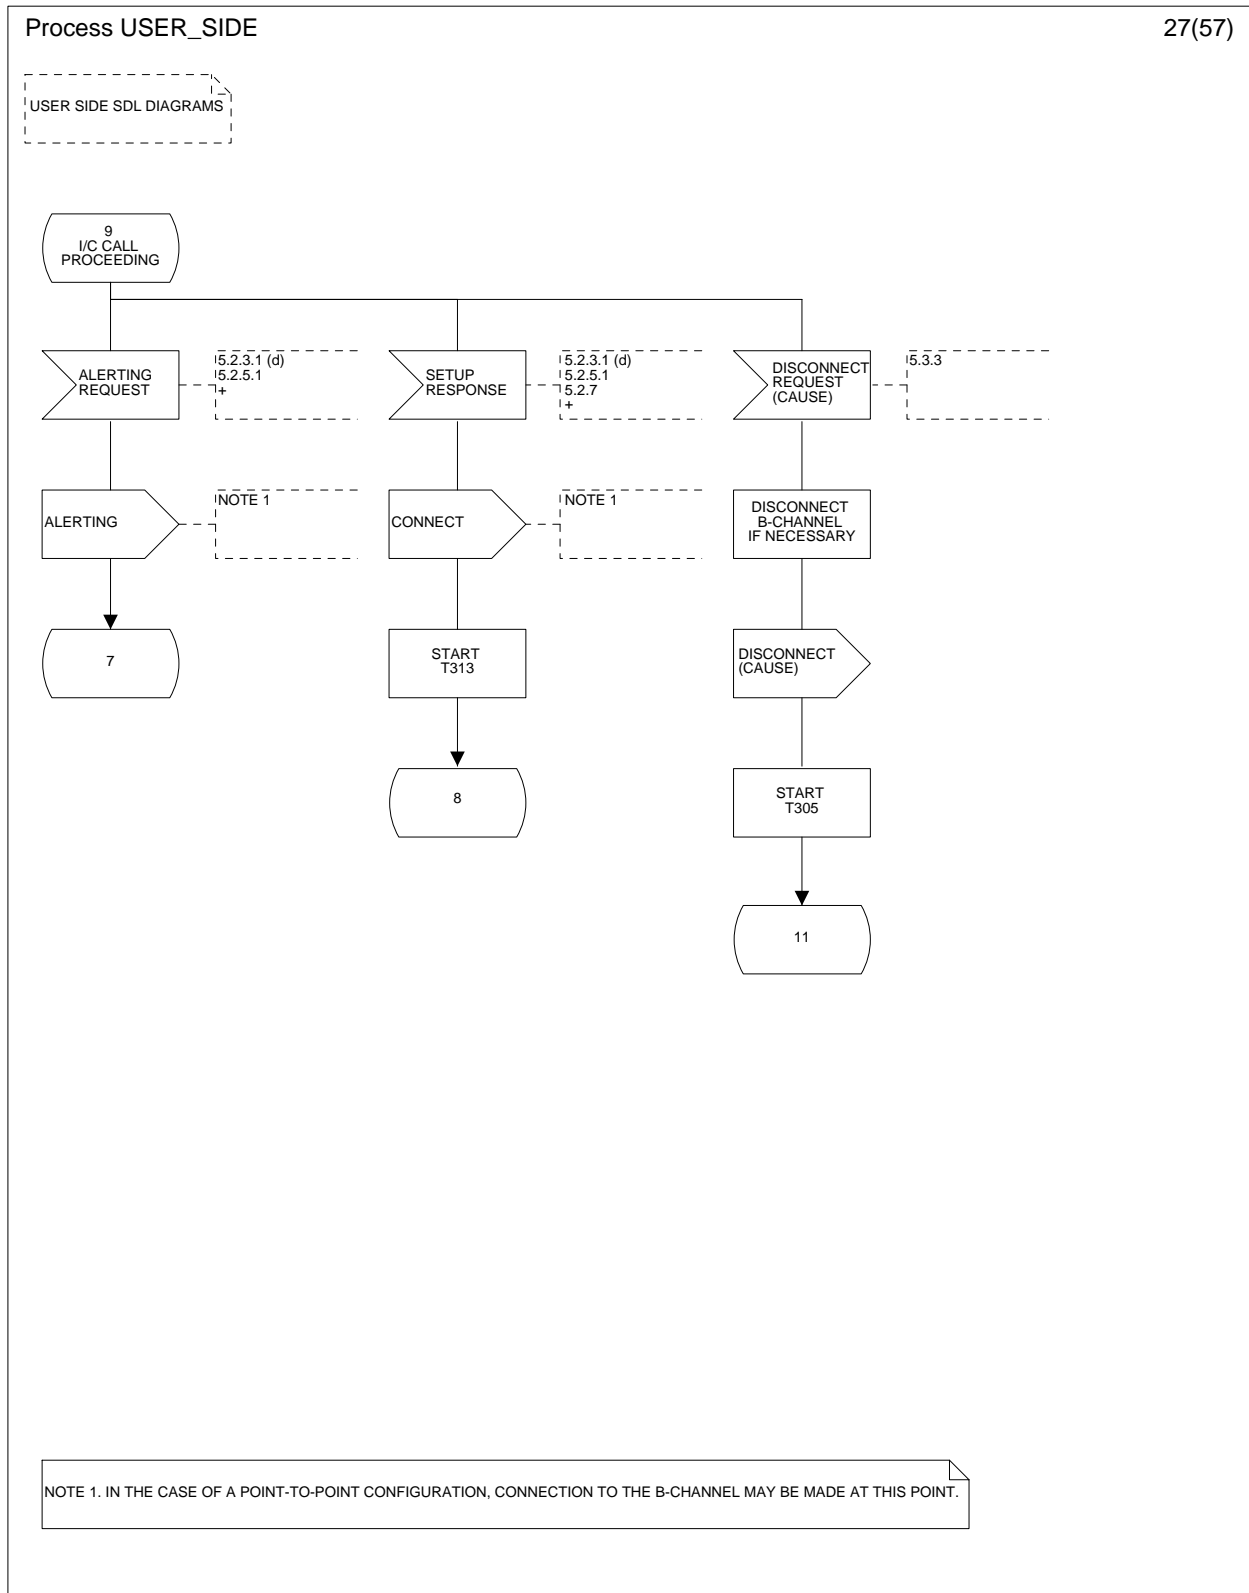 Process USER_SIDE
27(57)
USER SIDE SDL DIAGRAMS
9
I/C CALL
PROCEEDING
ALERTING
REQUEST
5.2.3.1 (d)
5.2.5.1
+
SETUP
RESPONSE
5.2.3.1 (d)
5.2.5.1
5.2.7
+
DISCONNECT
REQUEST
(CAUSE)
5.3.3
ALERTING
NOTE 1
CONNECT
NOTE 1
DISCONNECT
B-CHANNEL
IF NECESSARY
7
START
T313
DISCONNECT
(CAUSE)
8
START
T305
11
NOTE 1. IN THE CASE OF A POINT-TO-POINT CONFIGURATION, CONNECTION TO THE B-CHANNEL MAY BE MADE AT THIS POINT.